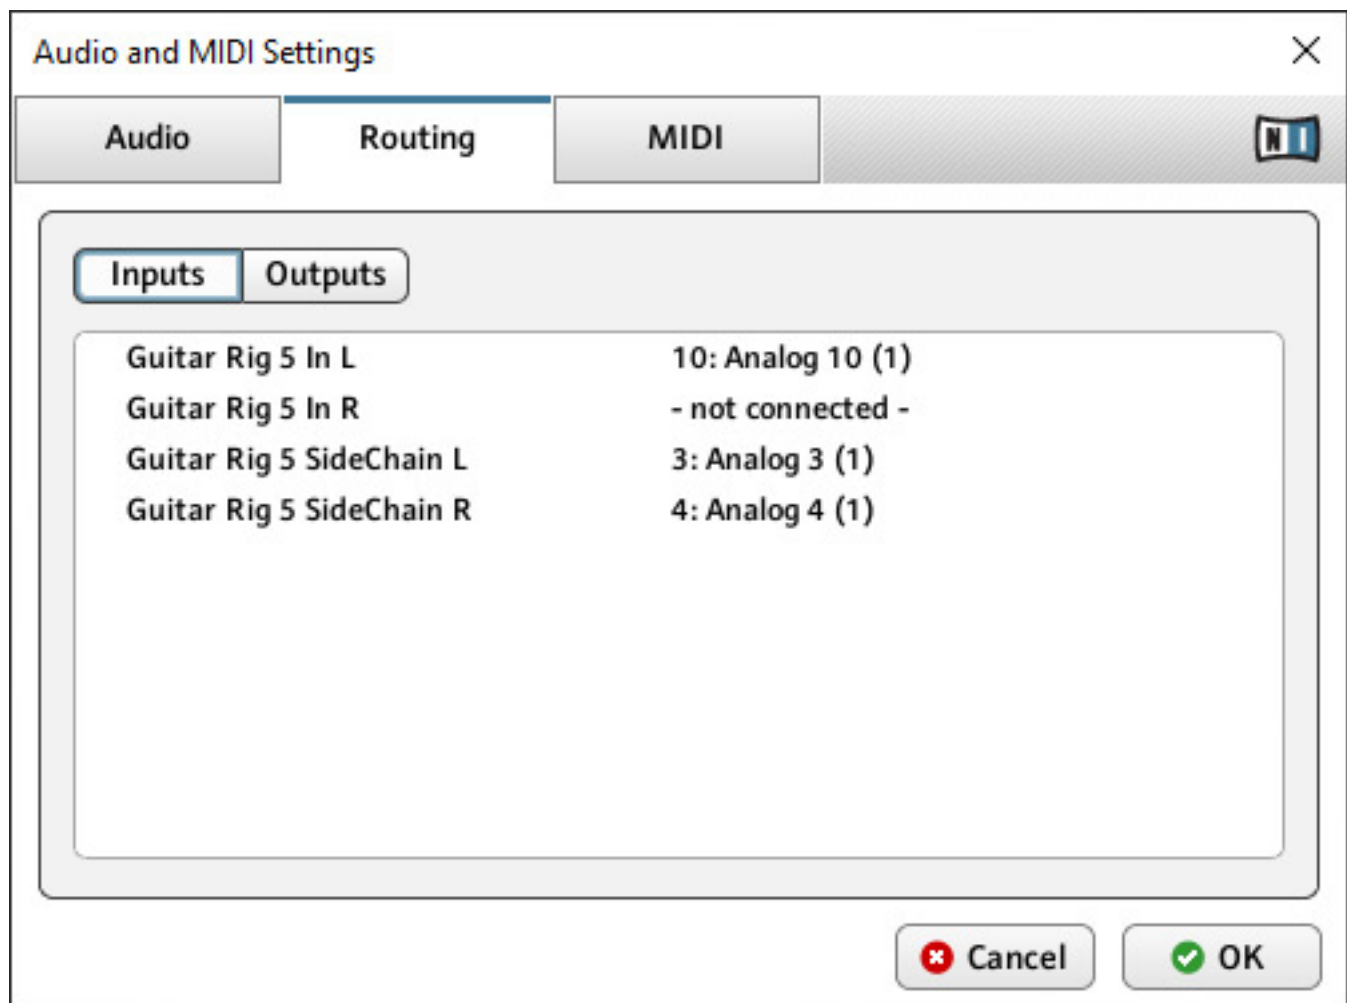 Audio and MIDI Settings
Audio Routing MIDI
NI
Inputs Outputs
Guitar Rig 5 In L 10: Analog 10 (1)
Guitar Rig 5 In R - not connected -
Guitar Rig 5 SideChain L 3: Analog 3 (1)
Guitar Rig 5 SideChain R 4: Analog 4 (1)
Cancel OK